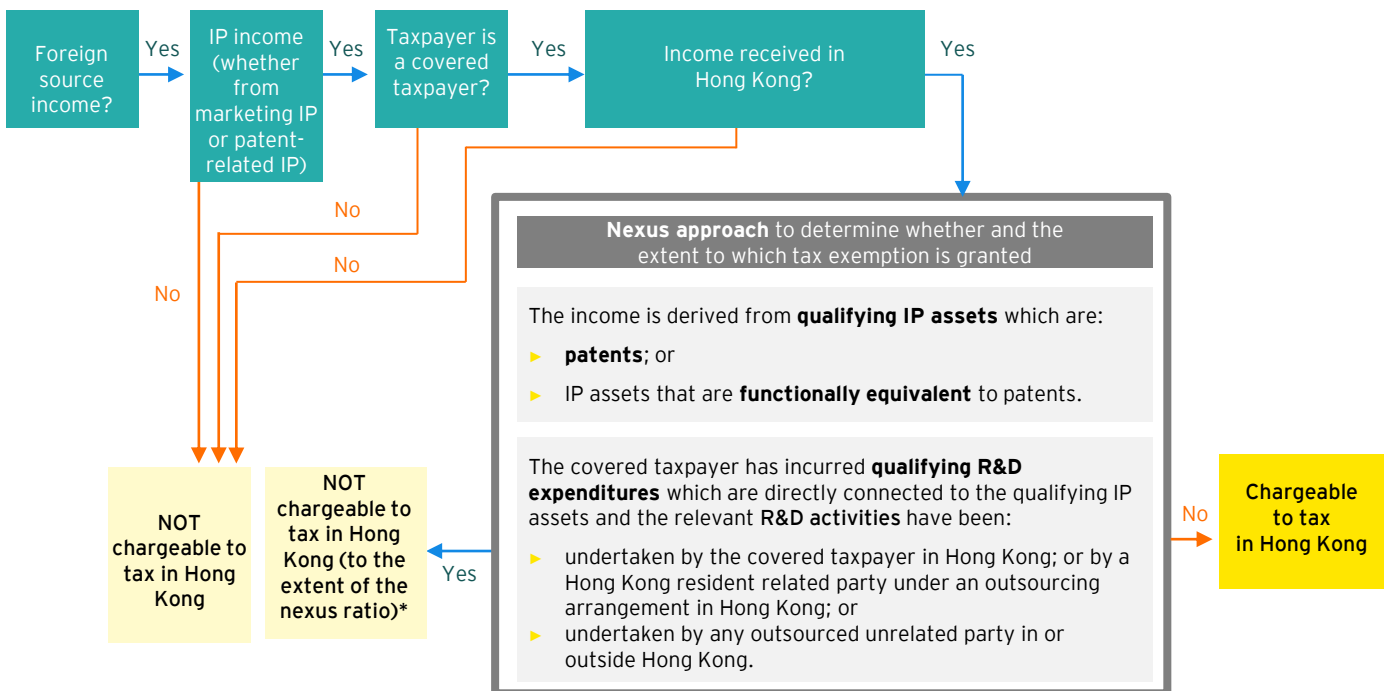 Foreign
source
income?
Yes
IP income
(whether
from
marketing IP
or patent-
related IP)
Yes
Taxpayer is
a covered
taxpayer?
Yes
Income received in
Hong Kong?
Yes
No
No
No
Nexus approach to determine whether and the
extent to which tax exemption is granted
The income is derived from qualifying IP assets which are:
► patents; or
► IP assets that are functionally equivalent to patents.
The covered taxpayer has incurred qualifying R&D
expenditures which are directly connected to the qualifying IP
assets and the relevant R&D activities have been:
► undertaken by the covered taxpayer in Hong Kong; or by a
Hong Kong resident related party under an outsourcing
arrangement in Hong Kong; or
► undertaken by any outsourced unrelated party in or
outside Hong Kong.
NOT
chargeable to
tax in Hong
Kong
NOT
chargeable to
tax in Hong
Kong (to the
extent of the
nexus ratio)*
Yes
No
Chargeable
to tax
in Hong Kong